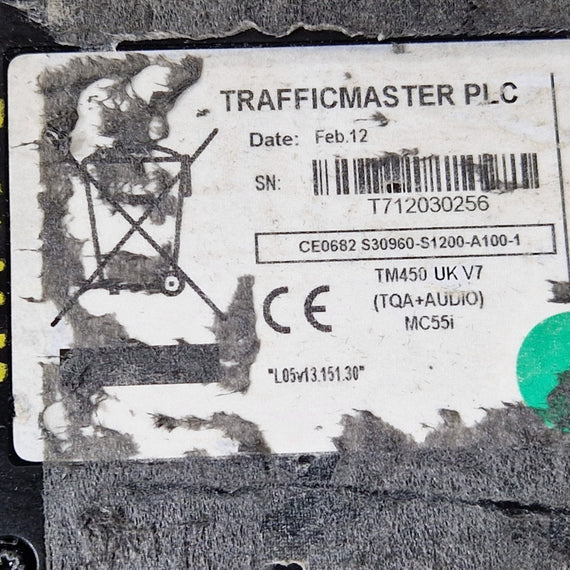 TRAFFICMASTER PLC
Date: Feb.12
SN:
T712030256
CE0682 S30960-S1200-A100-1
TM450 UK V7
(TQA+AUDIO)
CE MC55i
"L05v13.151.30"